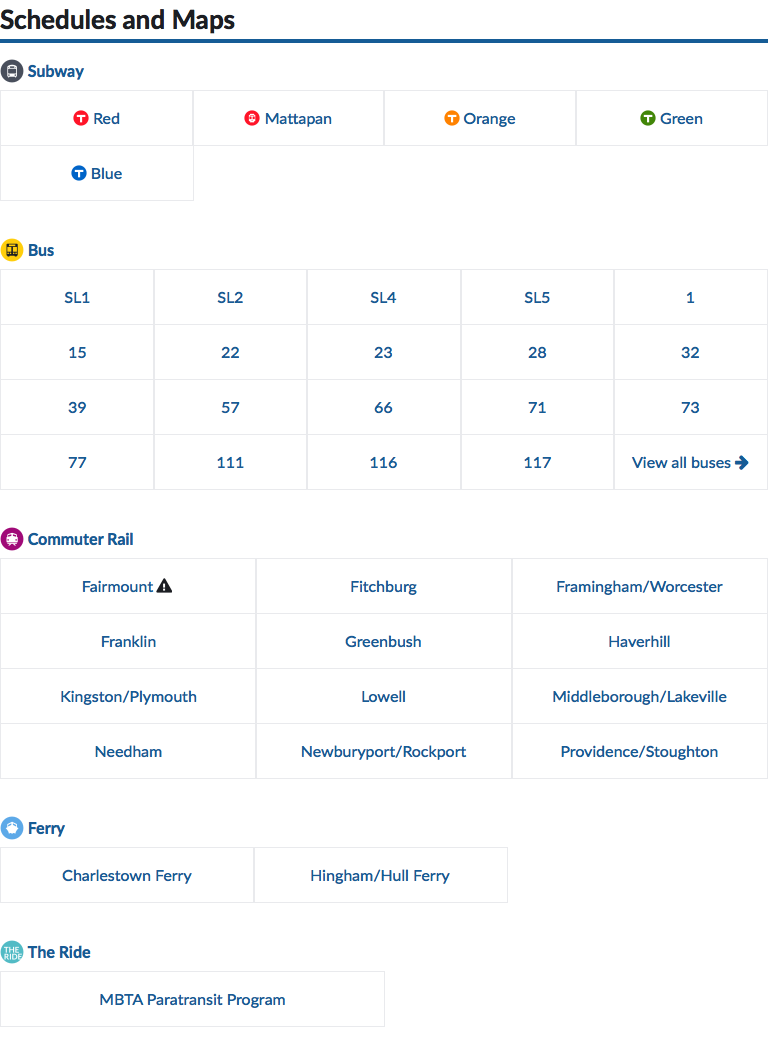 Schedules and Maps
Subway
T Red
Mattapan
T Orange
T Green
T Blue
Bus
SL1 SL2 SL4 SL5 1
15 22 23 28 32
39 57 66 71 73
77 111 116 117 View all buses
Commuter Rail
Fairmount Fitchburg Framingham/Worcester
Franklin Greenbush Haverhill
Kingston/Plymouth Lowell Middleborough/Lakeville
Needham Newburyport/Rockport Providence/Stoughton
Ferry
Charlestown Ferry Hingham/Hull Ferry
THE RIDE The Ride
MBTA Paratransit Program